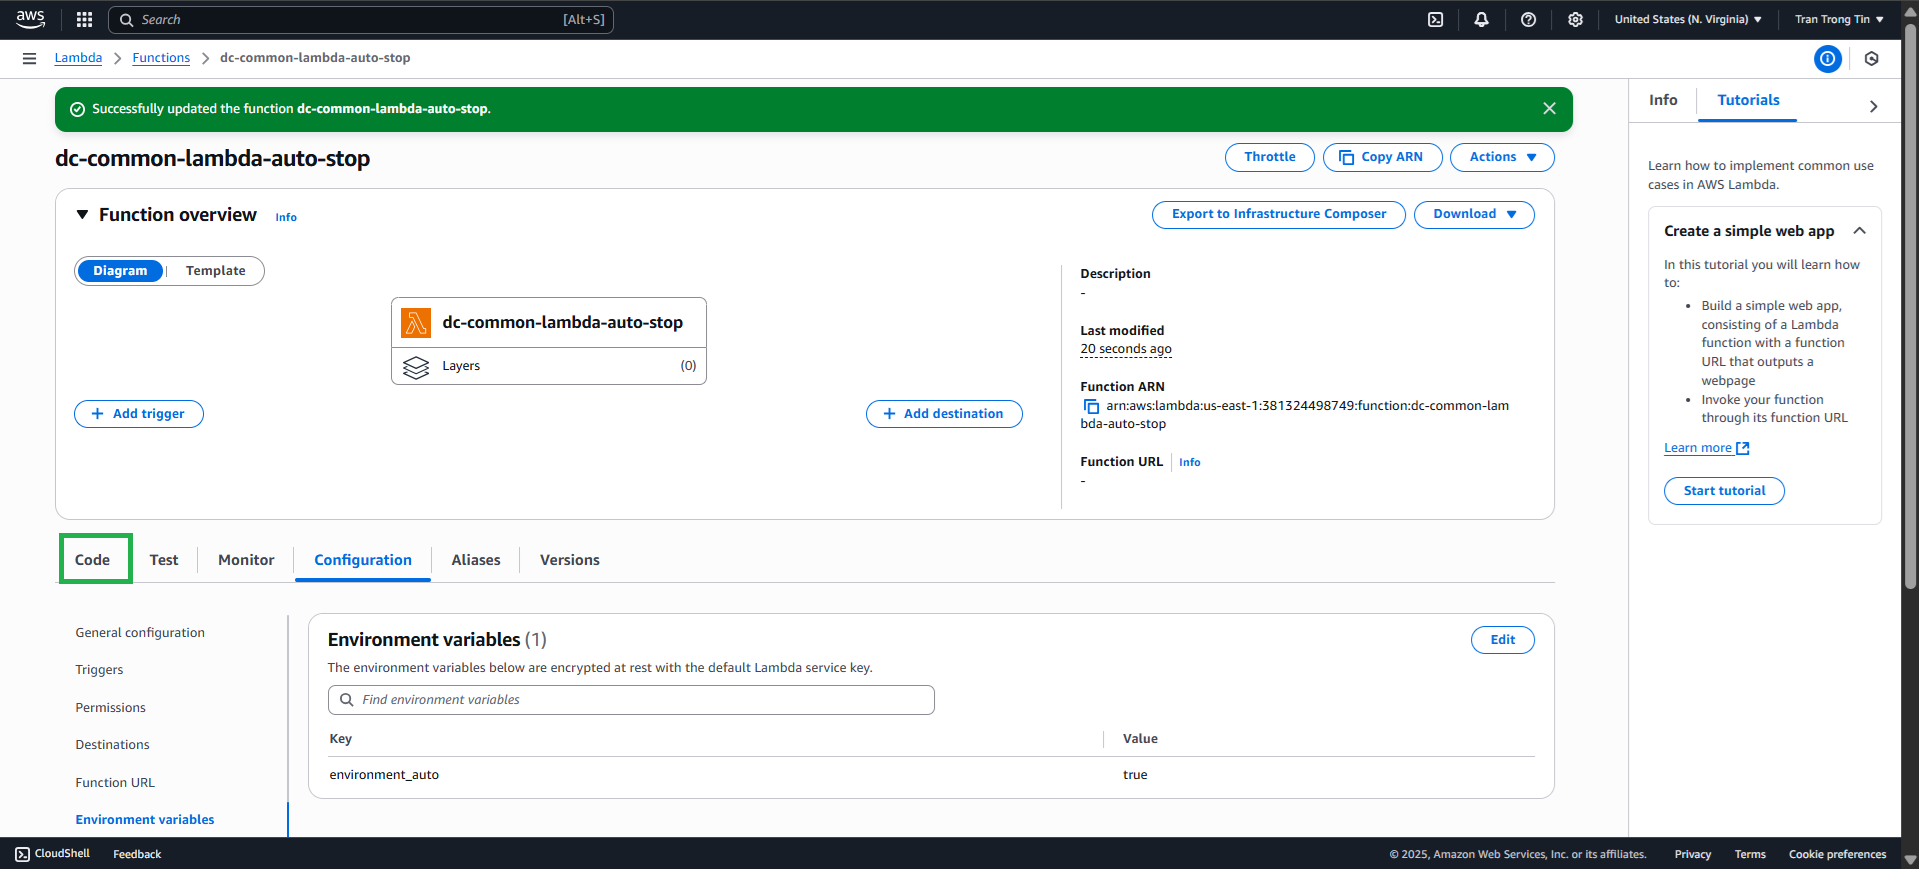 aws
Search [Alt+S]
United States (N. Virginia)
Tran Trong Tin
Lambda
Functions
dc-common-lambda-auto-stop
Successfully updated the function dc-common-lambda-auto-stop.
dc-common-lambda-auto-stop
Throttle
Copy ARN
Actions
Function overview
Info
Export to Infrastructure Composer
Download
Diagram
Template
dc-common-lambda-auto-stop
Layers (0)
Add trigger
Add destination
Description
-
Last modified
20 seconds ago
Function ARN
arn:aws:lambda:us-east-1:381324498749:function:dc-common-lam
bda-auto-stop
Function URL
Info
-
Code
Test
Monitor
Configuration
Aliases
Versions
General configuration
Triggers
Permissions
Destinations
Function URL
Environment variables
Environment variables (1)
Edit
The environment variables below are encrypted at rest with the default Lambda service key.
Find environment variables
Key
Value
environment_auto
true
Info
Tutorials
Learn how to implement common use
cases in AWS Lambda.
Create a simple web app
In this tutorial you will learn how
to:
• Build a simple web app,
consisting of a Lambda
function with a function
URL that outputs a
webpage
• Invoke your function
through its function URL
Learn more
Start tutorial
CloudShell
Feedback
© 2025, Amazon Web Services, Inc. or its affiliates.
Privacy
Terms
Cookie preferences